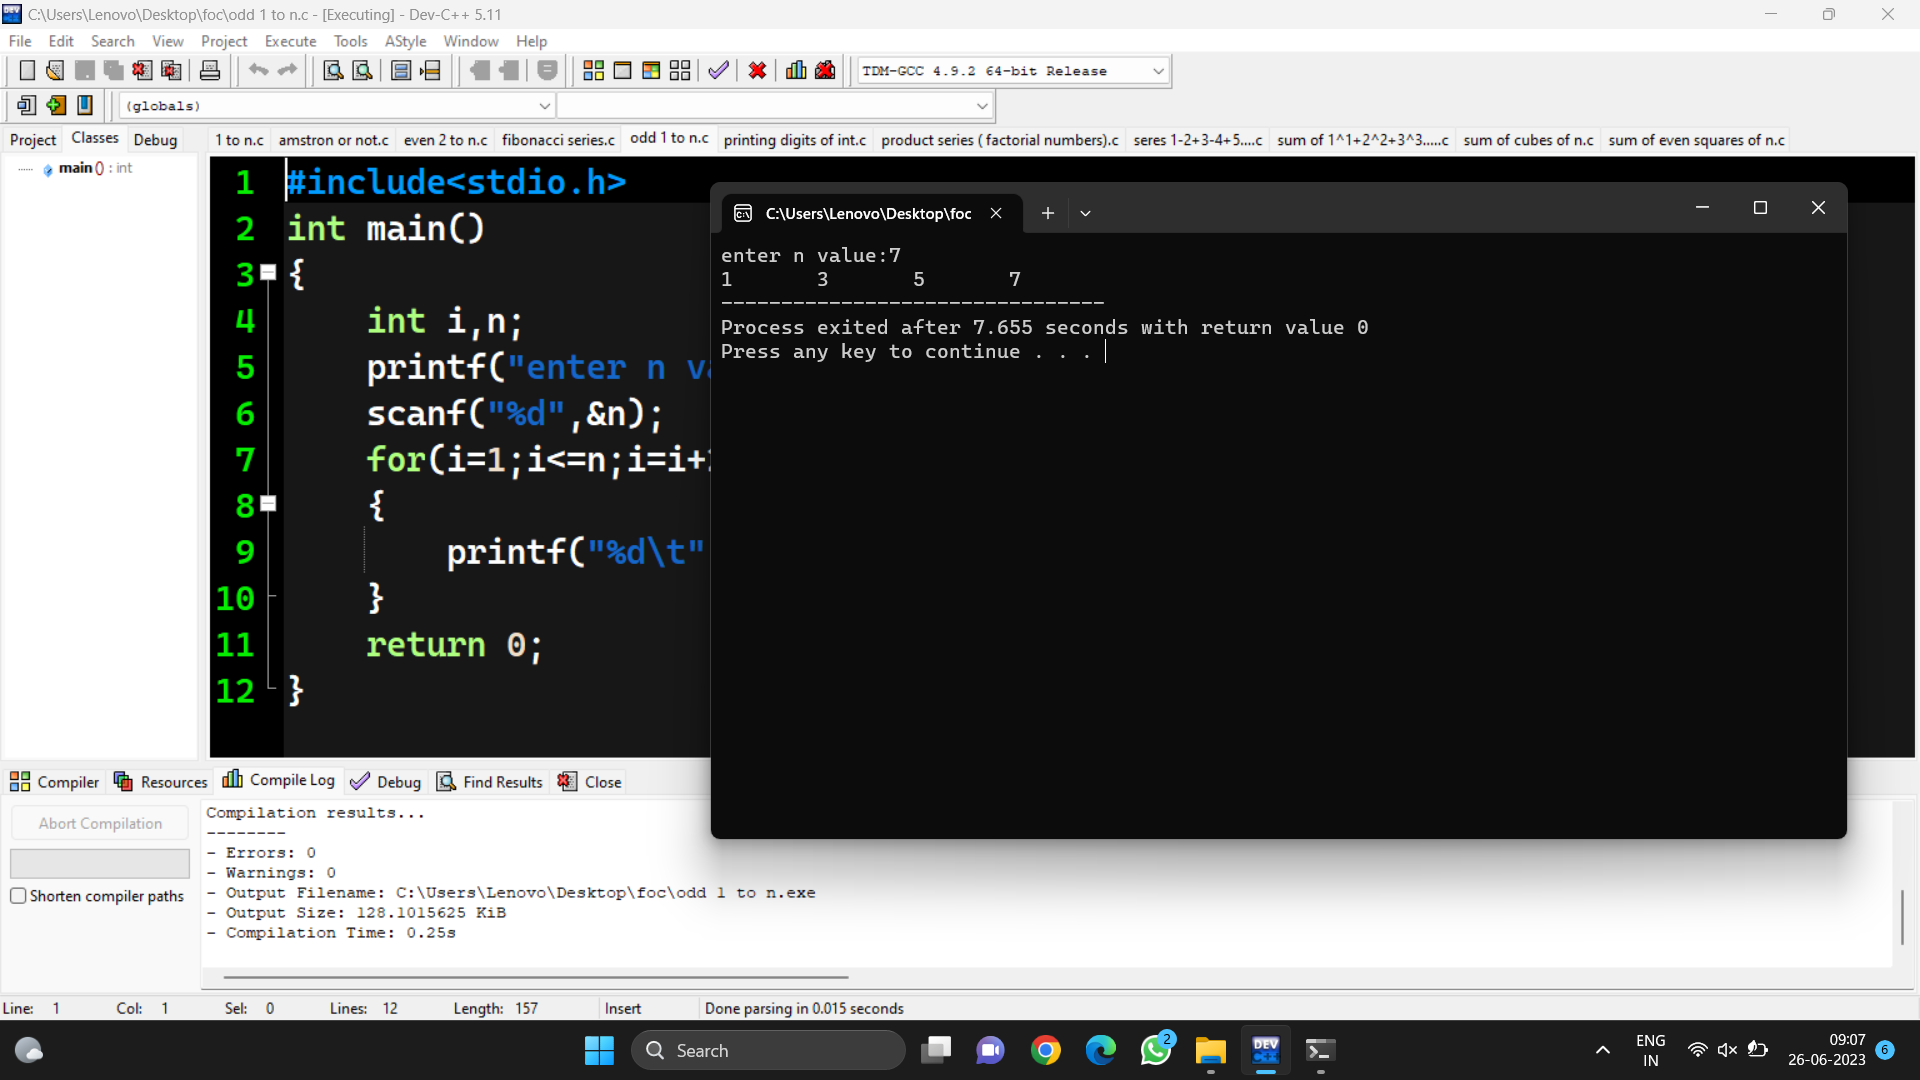 C:\Users\Lenovo\Desktop\foc\odd 1 to n.c - [Executing] - Dev-C++ 5.11
File Edit Search View Project Execute Tools AStyle Window Help
TDM-GCC 4.9.2 64-bit Release
(globals)
Project Classes Debug
1 to n.c amstron or not.c even 2 to n.c fibonacci series.c odd 1 to n.c printing digits of int.c product series ( factorial numbers).c seres 1-2+3-4+5....c sum of 1^1+2^2+3^3.....c sum of cubes of n.c sum of even squares of n.c
main () : int
1 #include<stdio.h>
2 int main()
3 {
4 int i,n;
5 printf("enter n va
6 scanf("%d",&n);
7 for(i=1;i<=n;i=i+
8 {
9 printf("%d\t"
10 }
11 return 0;
12 }
C:\Users\Lenovo\Desktop\foc
enter n value:7
1 3 5 7
--------------------------------
Process exited after 7.655 seconds with return value 0
Press any key to continue . . .
Compiler Resources Compile Log Debug Find Results Close
Abort Compilation
Shorten compiler paths
Compilation results...
--------
- Errors: 0
- Warnings: 0
- Output Filename: C:\Users\Lenovo\Desktop\foc\odd 1 to n.exe
- Output Size: 128.1015625 KiB
- Compilation Time: 0.25s
Line: 1 Col: 1 Sel: 0 Lines: 12 Length: 157 Insert Done parsing in 0.015 seconds
Search
2
DEV
C++
ENG
IN
09:07
26-06-2023
6